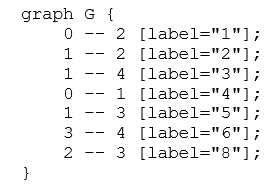 graph G {
0 -- 2 [label="1"];
1 -- 2 [label="2"];
1 -- 4 [label="3"];
0 -- 1 [label="4"];
1 -- 3 [label="5"];
3 -- 4 [label="6"];
2 -- 3 [label="8"];
}